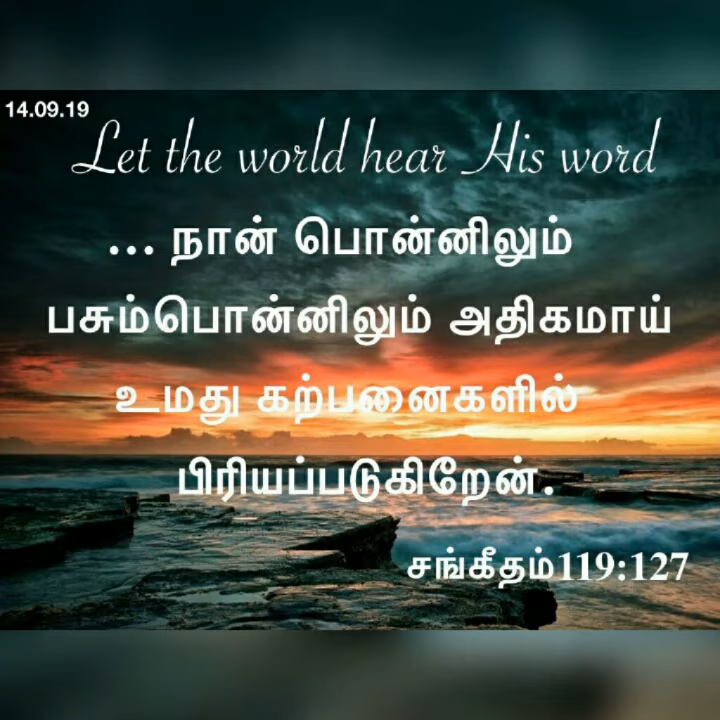 14.09.19
Let the world hear His word
... நான் பொன்னிலும்
பசும்பொன்னிலும் அதிகமாய்
உமது கற்பனைகளில்
பிரியப்படுகிறேன்.
சங்கீதம்119:127